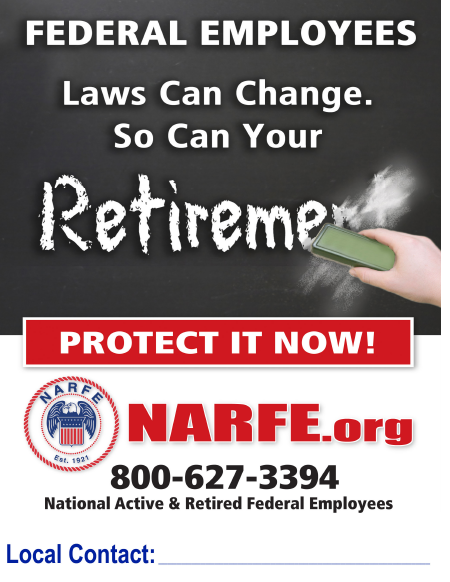 FEDERAL EMPLOYEES
Laws Can Change.
So Can Your
Retiremen
PROTECT IT NOW!
NARFE
Est. 1921
NARFE.org
800-627-3394
National Active & Retired Federal Employees
Local Contact: